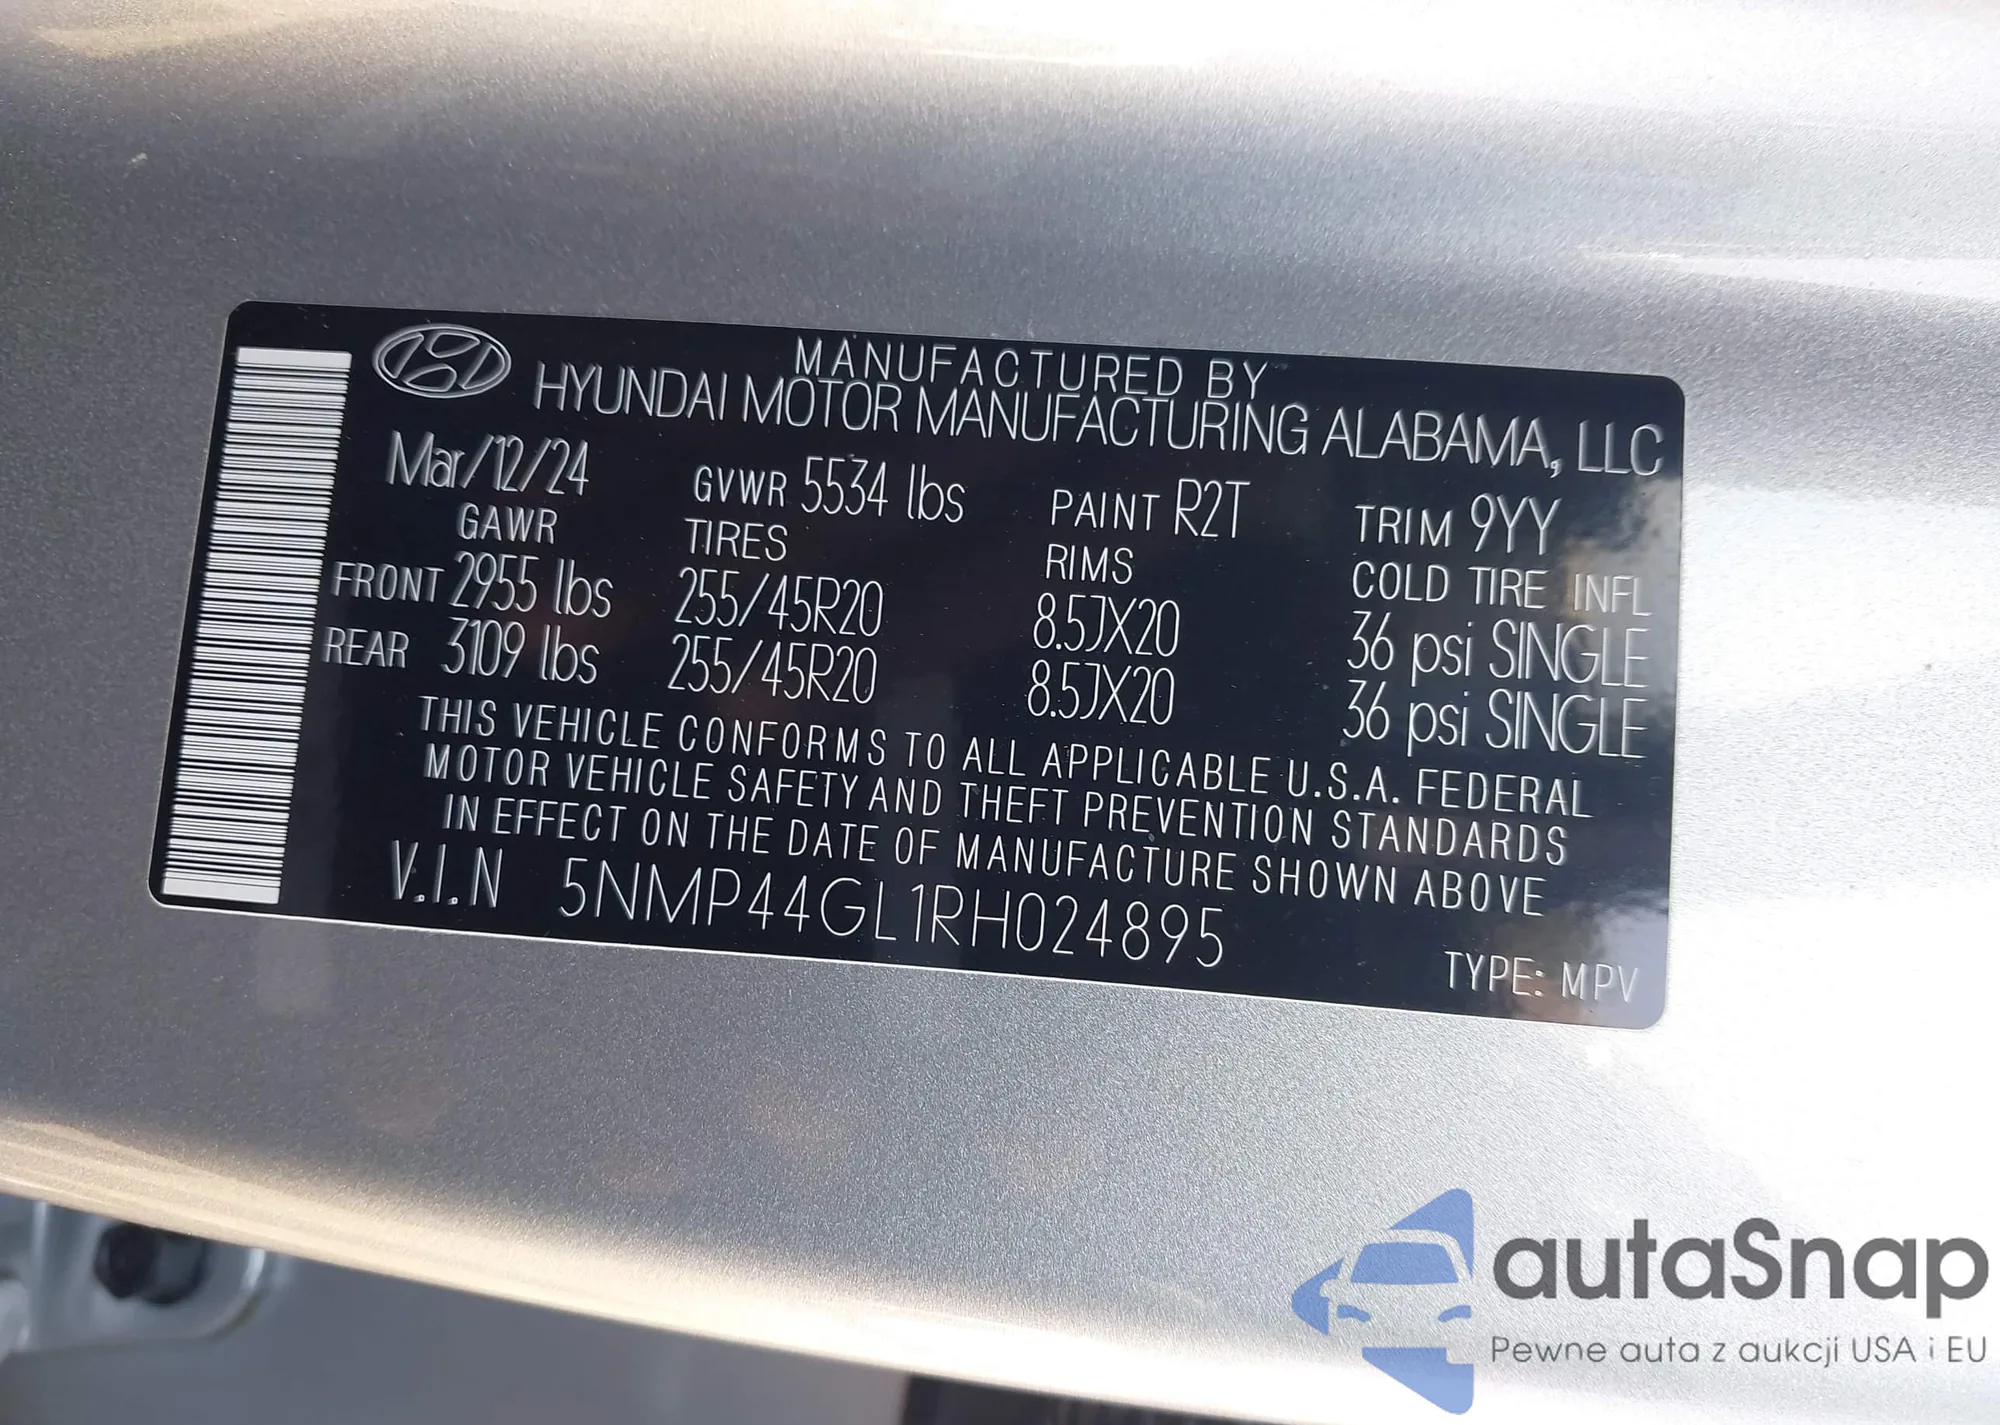 MANUFACTURED BY
HYUNDAI MOTOR MANUFACTURING ALABAMA, LLC
Mar/12/24 GVWR 5534 lbs PAINT R2T TRIM 9YY
GAWR TIRES RIMS COLD TIRE INFL
FRONT 2955 lbs 255/45R20 8.5JX20 36 psi SINGLE
REAR 3109 lbs 255/45R20 8.5JX20 36 psi SINGLE
THIS VEHICLE CONFORMS TO ALL APPLICABLE U.S.A. FEDERAL
MOTOR VEHICLE SAFETY AND THEFT PREVENTION STANDARDS
IN EFFECT ON THE DATE OF MANUFACTURE SHOWN ABOVE
V.I.N 5NMP44GL1RH024895
TYPE: MPV
autaSnap
Pewne auta z aukcji USA i EU